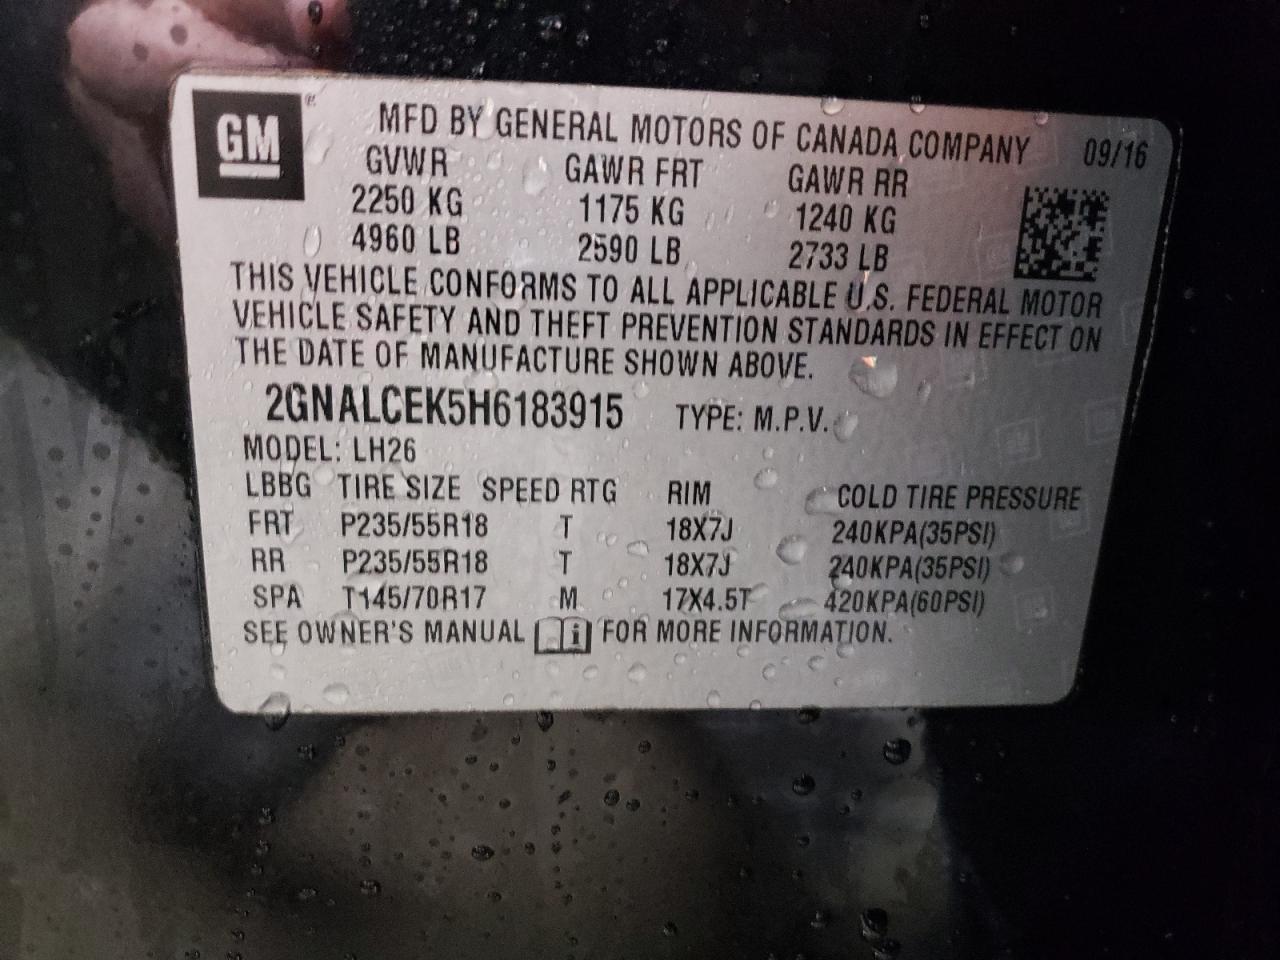 GM®
MFD BY GENERAL MOTORS OF CANADA COMPANY 09/16
GVWR GAWR FRT GAWR RR
2250 KG 1175 KG 1240 KG
4960 LB 2590 LB 2733 LB
THIS VEHICLE CONFORMS TO ALL APPLICABLE U.S. FEDERAL MOTOR
VEHICLE SAFETY AND THEFT PREVENTION STANDARDS IN EFFECT ON
THE DATE OF MANUFACTURE SHOWN ABOVE.
2GNALCEK5H6183915 TYPE: M.P.V.
MODEL: LH26
LBBG TIRE SIZE SPEED RTG RIM COLD TIRE PRESSURE
FRT P235/55R18 T 18X7J 240KPA(35PSI)
RR P235/55R18 T 18X7J 240KPA(35PSI)
SPA T145/70R17 M 17X4.5T 420KPA(60PSI)
SEE OWNER'S MANUAL i FOR MORE INFORMATION.